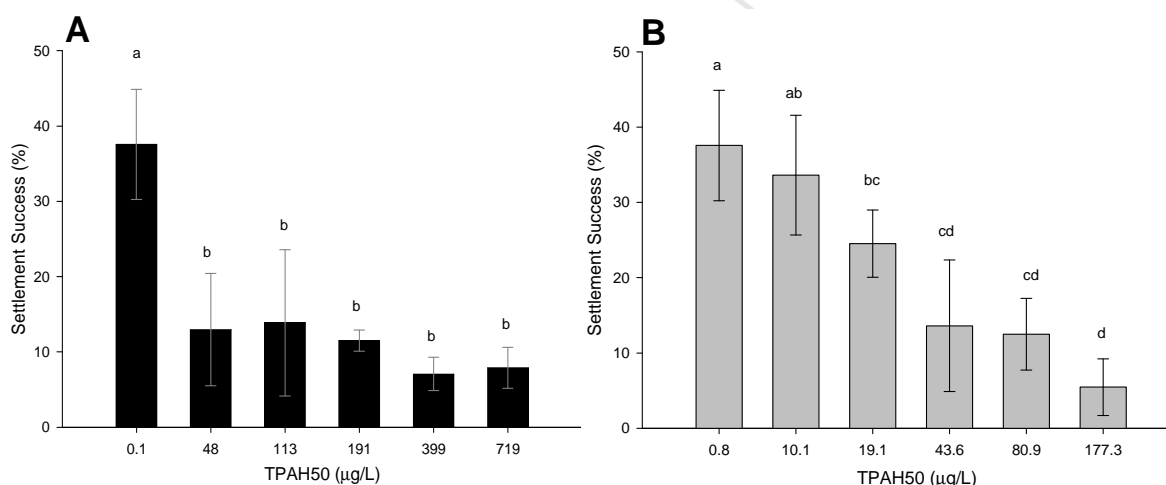 A
50
40
30
20
10
0
Settlement Success (%)
a
b
b
b
b
b
0.1 48 113 191 399 719
TPAH50 (µg/L)
B
50
40
30
20
10
0
Settlement Success (%)
a
ab
bc
cd
cd
d
0.8 10.1 19.1 43.6 80.9 177.3
TPAH50 (µg/L)